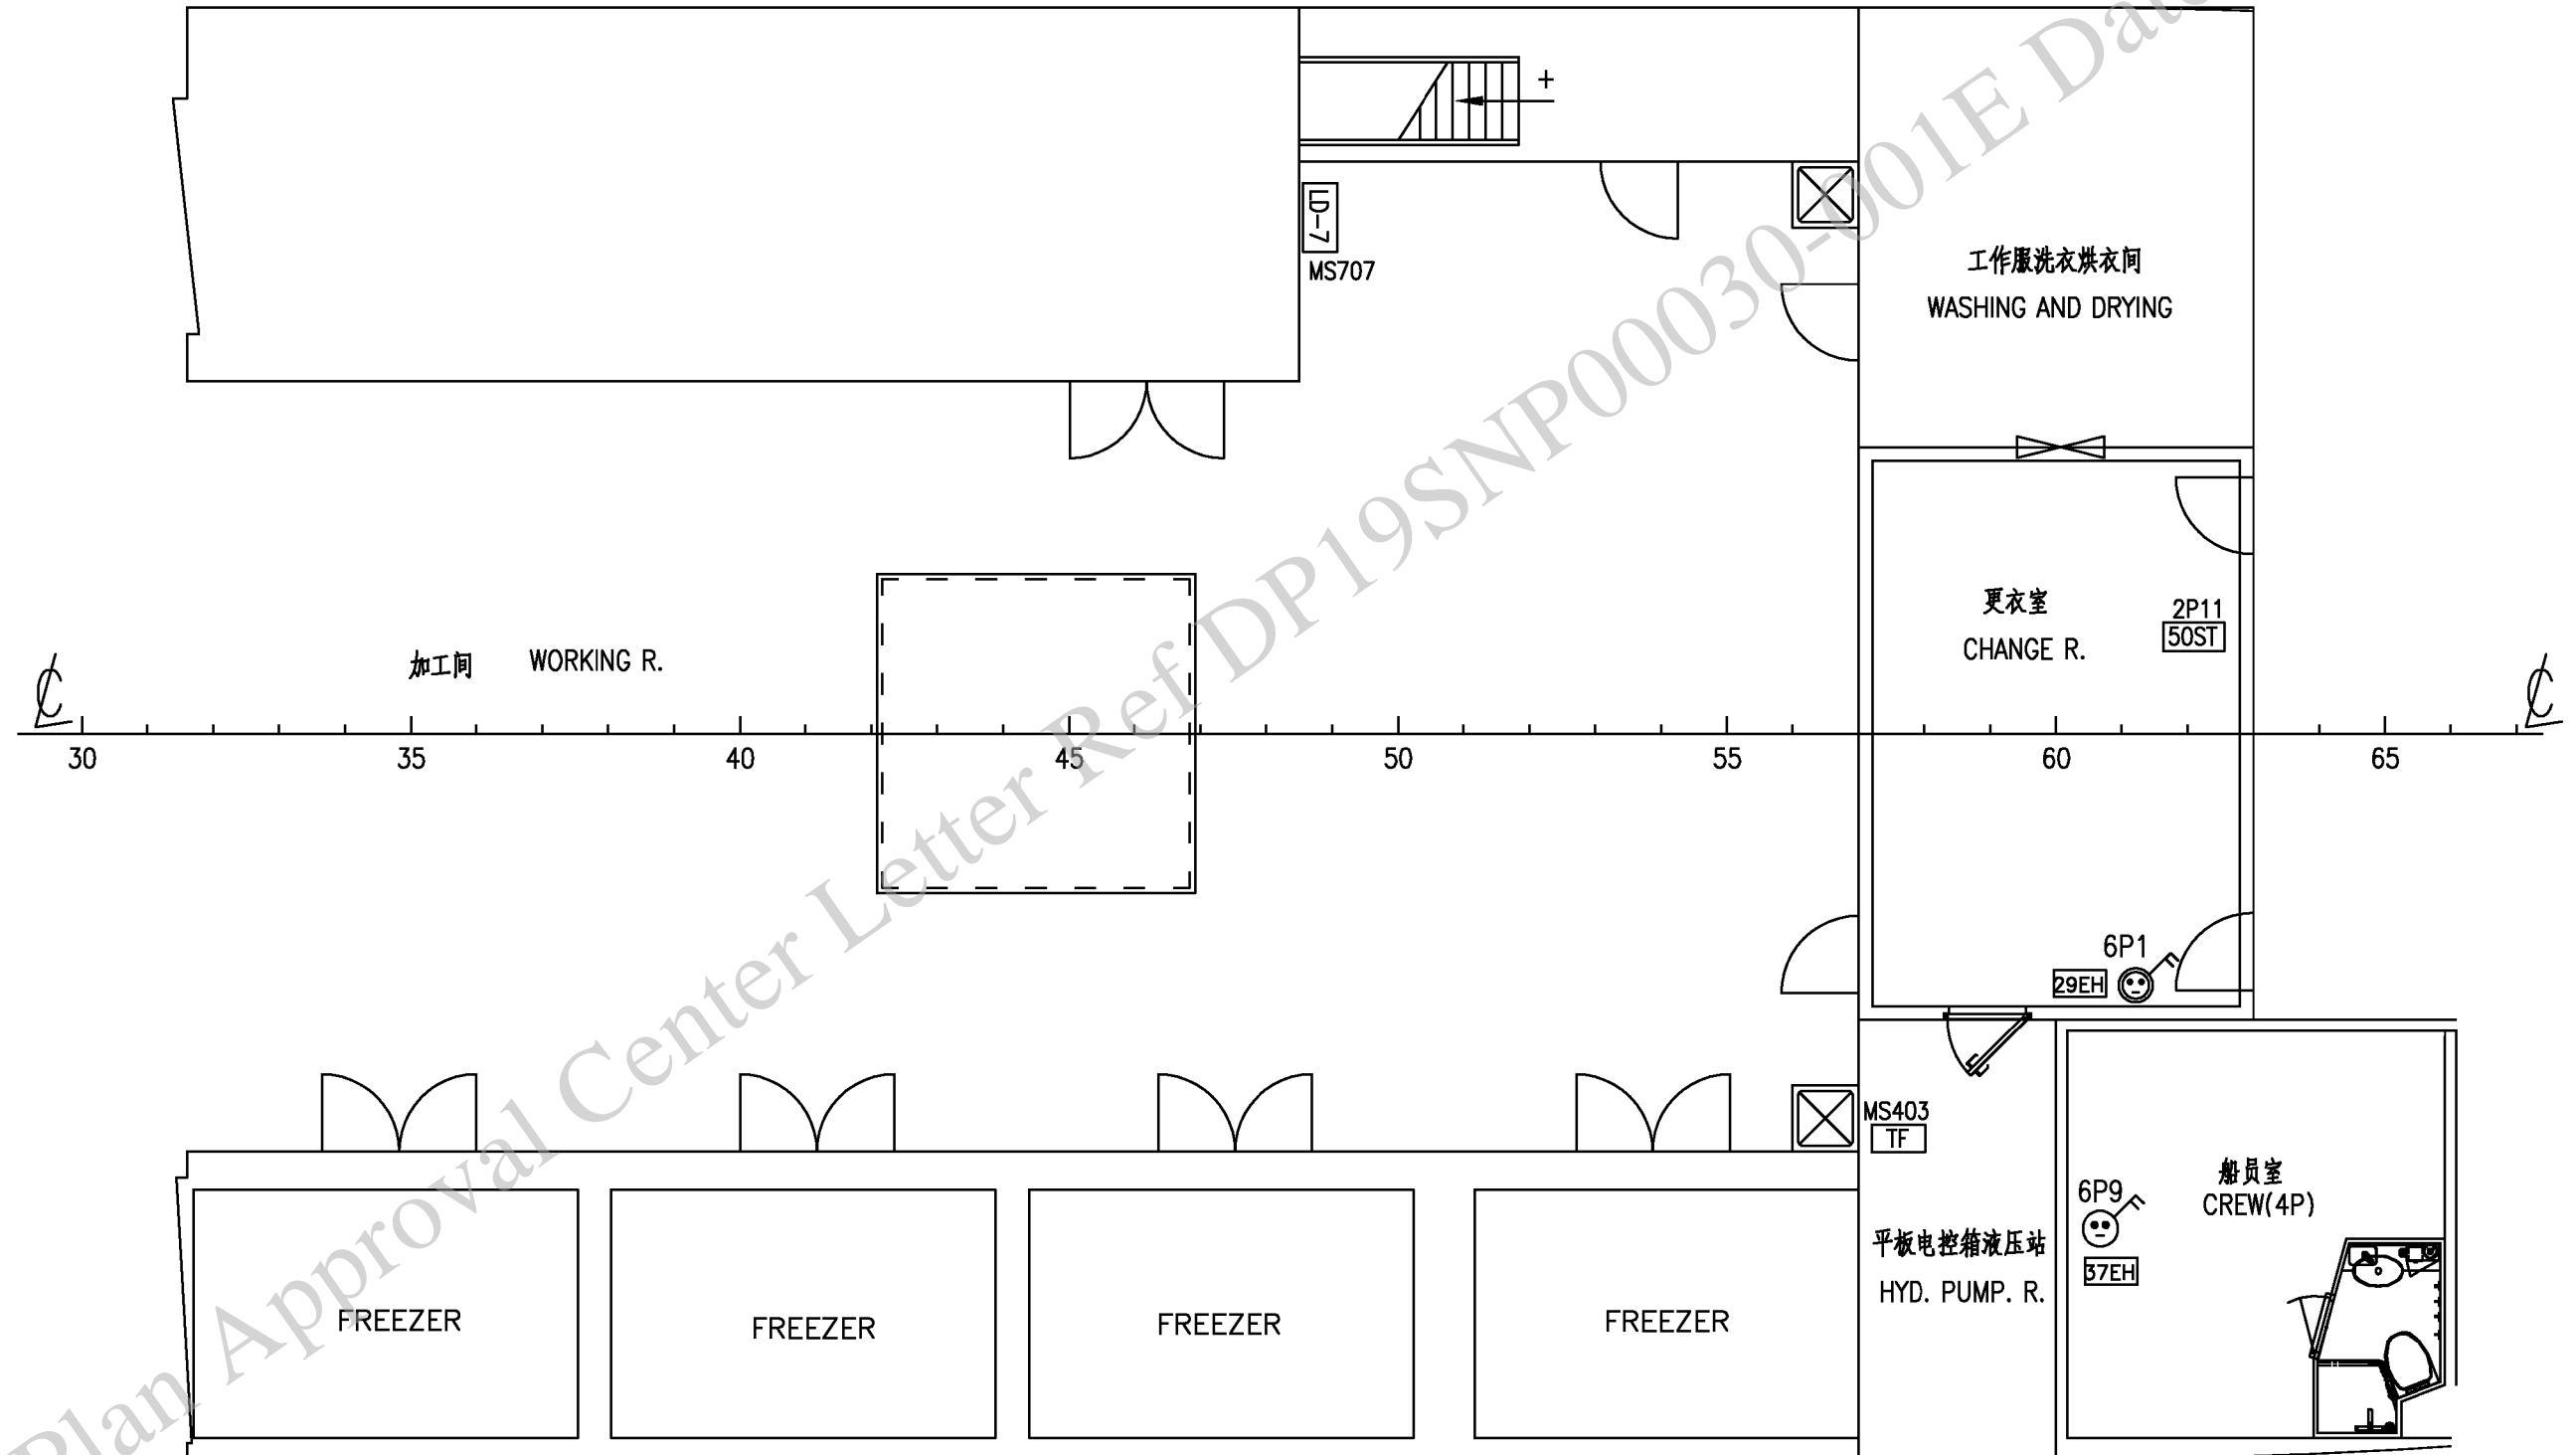 LD-7
MS707
工作服洗衣烘衣间
WASHING AND DRYING
更衣室
CHANGE R.
2P11
50ST
加工间 WORKING R.
30 35 40 45 50 55 60 65
6P1
29EH
MS403
TF
船员室
CREW(4P)
6P9
37EH
平板电控箱液压站
HYD. PUMP. R.
FREEZER FREEZER FREEZER FREEZER
Plan Approval Center Letter Ref DP19SNP00030-001E Date